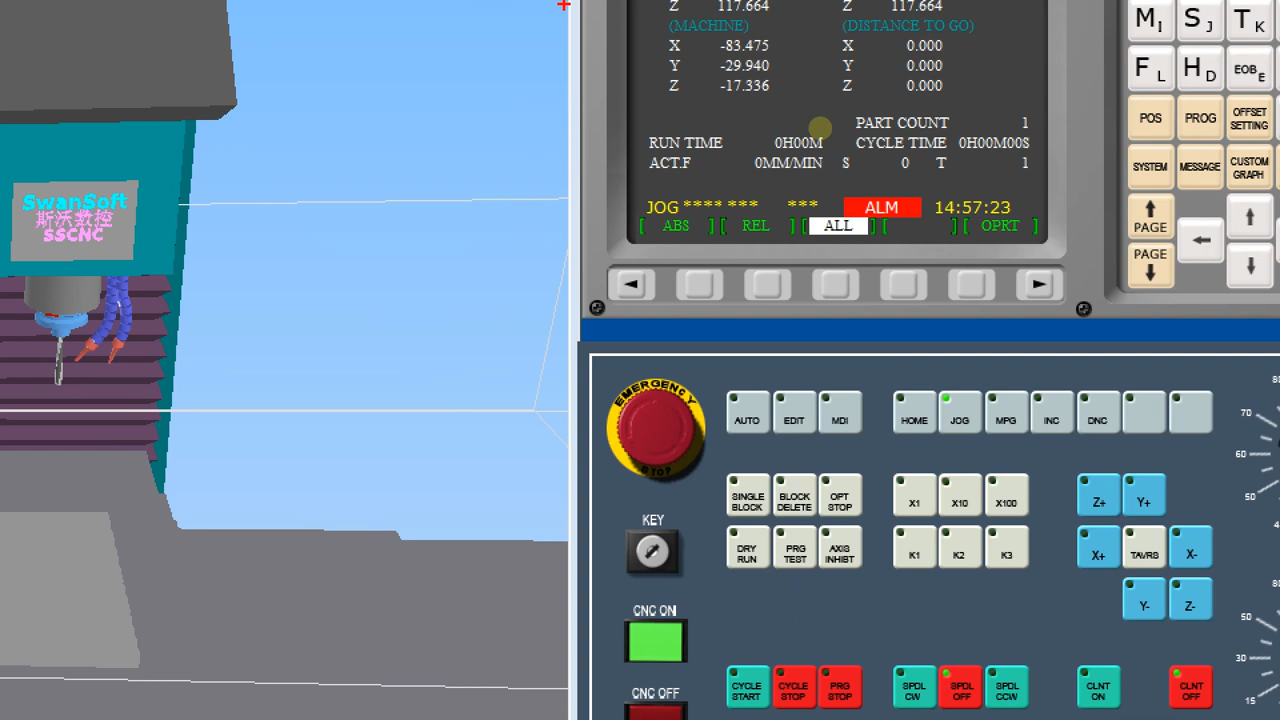 SwanSoft
斯沃数控
SSCNC
Z 117.664 Z 117.664
(MACHINE) (DISTANCE TO GO)
X -83.475 X 0.000
Y -29.940 Y 0.000
Z -17.336 Z 0.000
PART COUNT 1
RUN TIME 0H00M CYCLE TIME 0H00M00S
ACT.F 0MM/MIN S 0 T 1
JOG **** *** *** ALM 14:57:23
[ ABS ][ REL ][ ALL ][ ][ OPRT ]
M I S J T K
F L H D EOB E
POS PROG OFFSET SETTING
SYSTEM MESSAGE CUSTOM GRAPH
PAGE
PAGE
EMERGENCY
STOP
KEY
CNC ON
CNC OFF
AUTO EDIT MDI HOME JOG MPG INC DNC
SINGLE BLOCK BLOCK DELETE OPT STOP X1 X10 X100 Z+ Y+
DRY RUN PRG TEST AXIS INHIBT K1 K2 K3 X+ TAVRS X-
Y- Z-
CYCLE START CYCLE STOP PRG STOP SPDL CW SPDL OFF SPDL CCW CLNT ON CLNT OFF
70
60
50
50
30
15